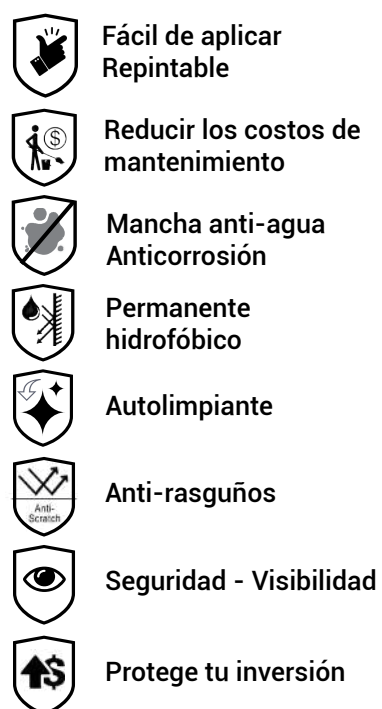 Fácil de aplicar
Repintable
$
Reducir los costos de
mantenimiento
Mancha anti-agua
Anticorrosión
Permanente
hidrofóbico
Autolimpiante
Anti-
Scratch
Anti-rasguños
Seguridad - Visibilidad
$
Protege tu inversión